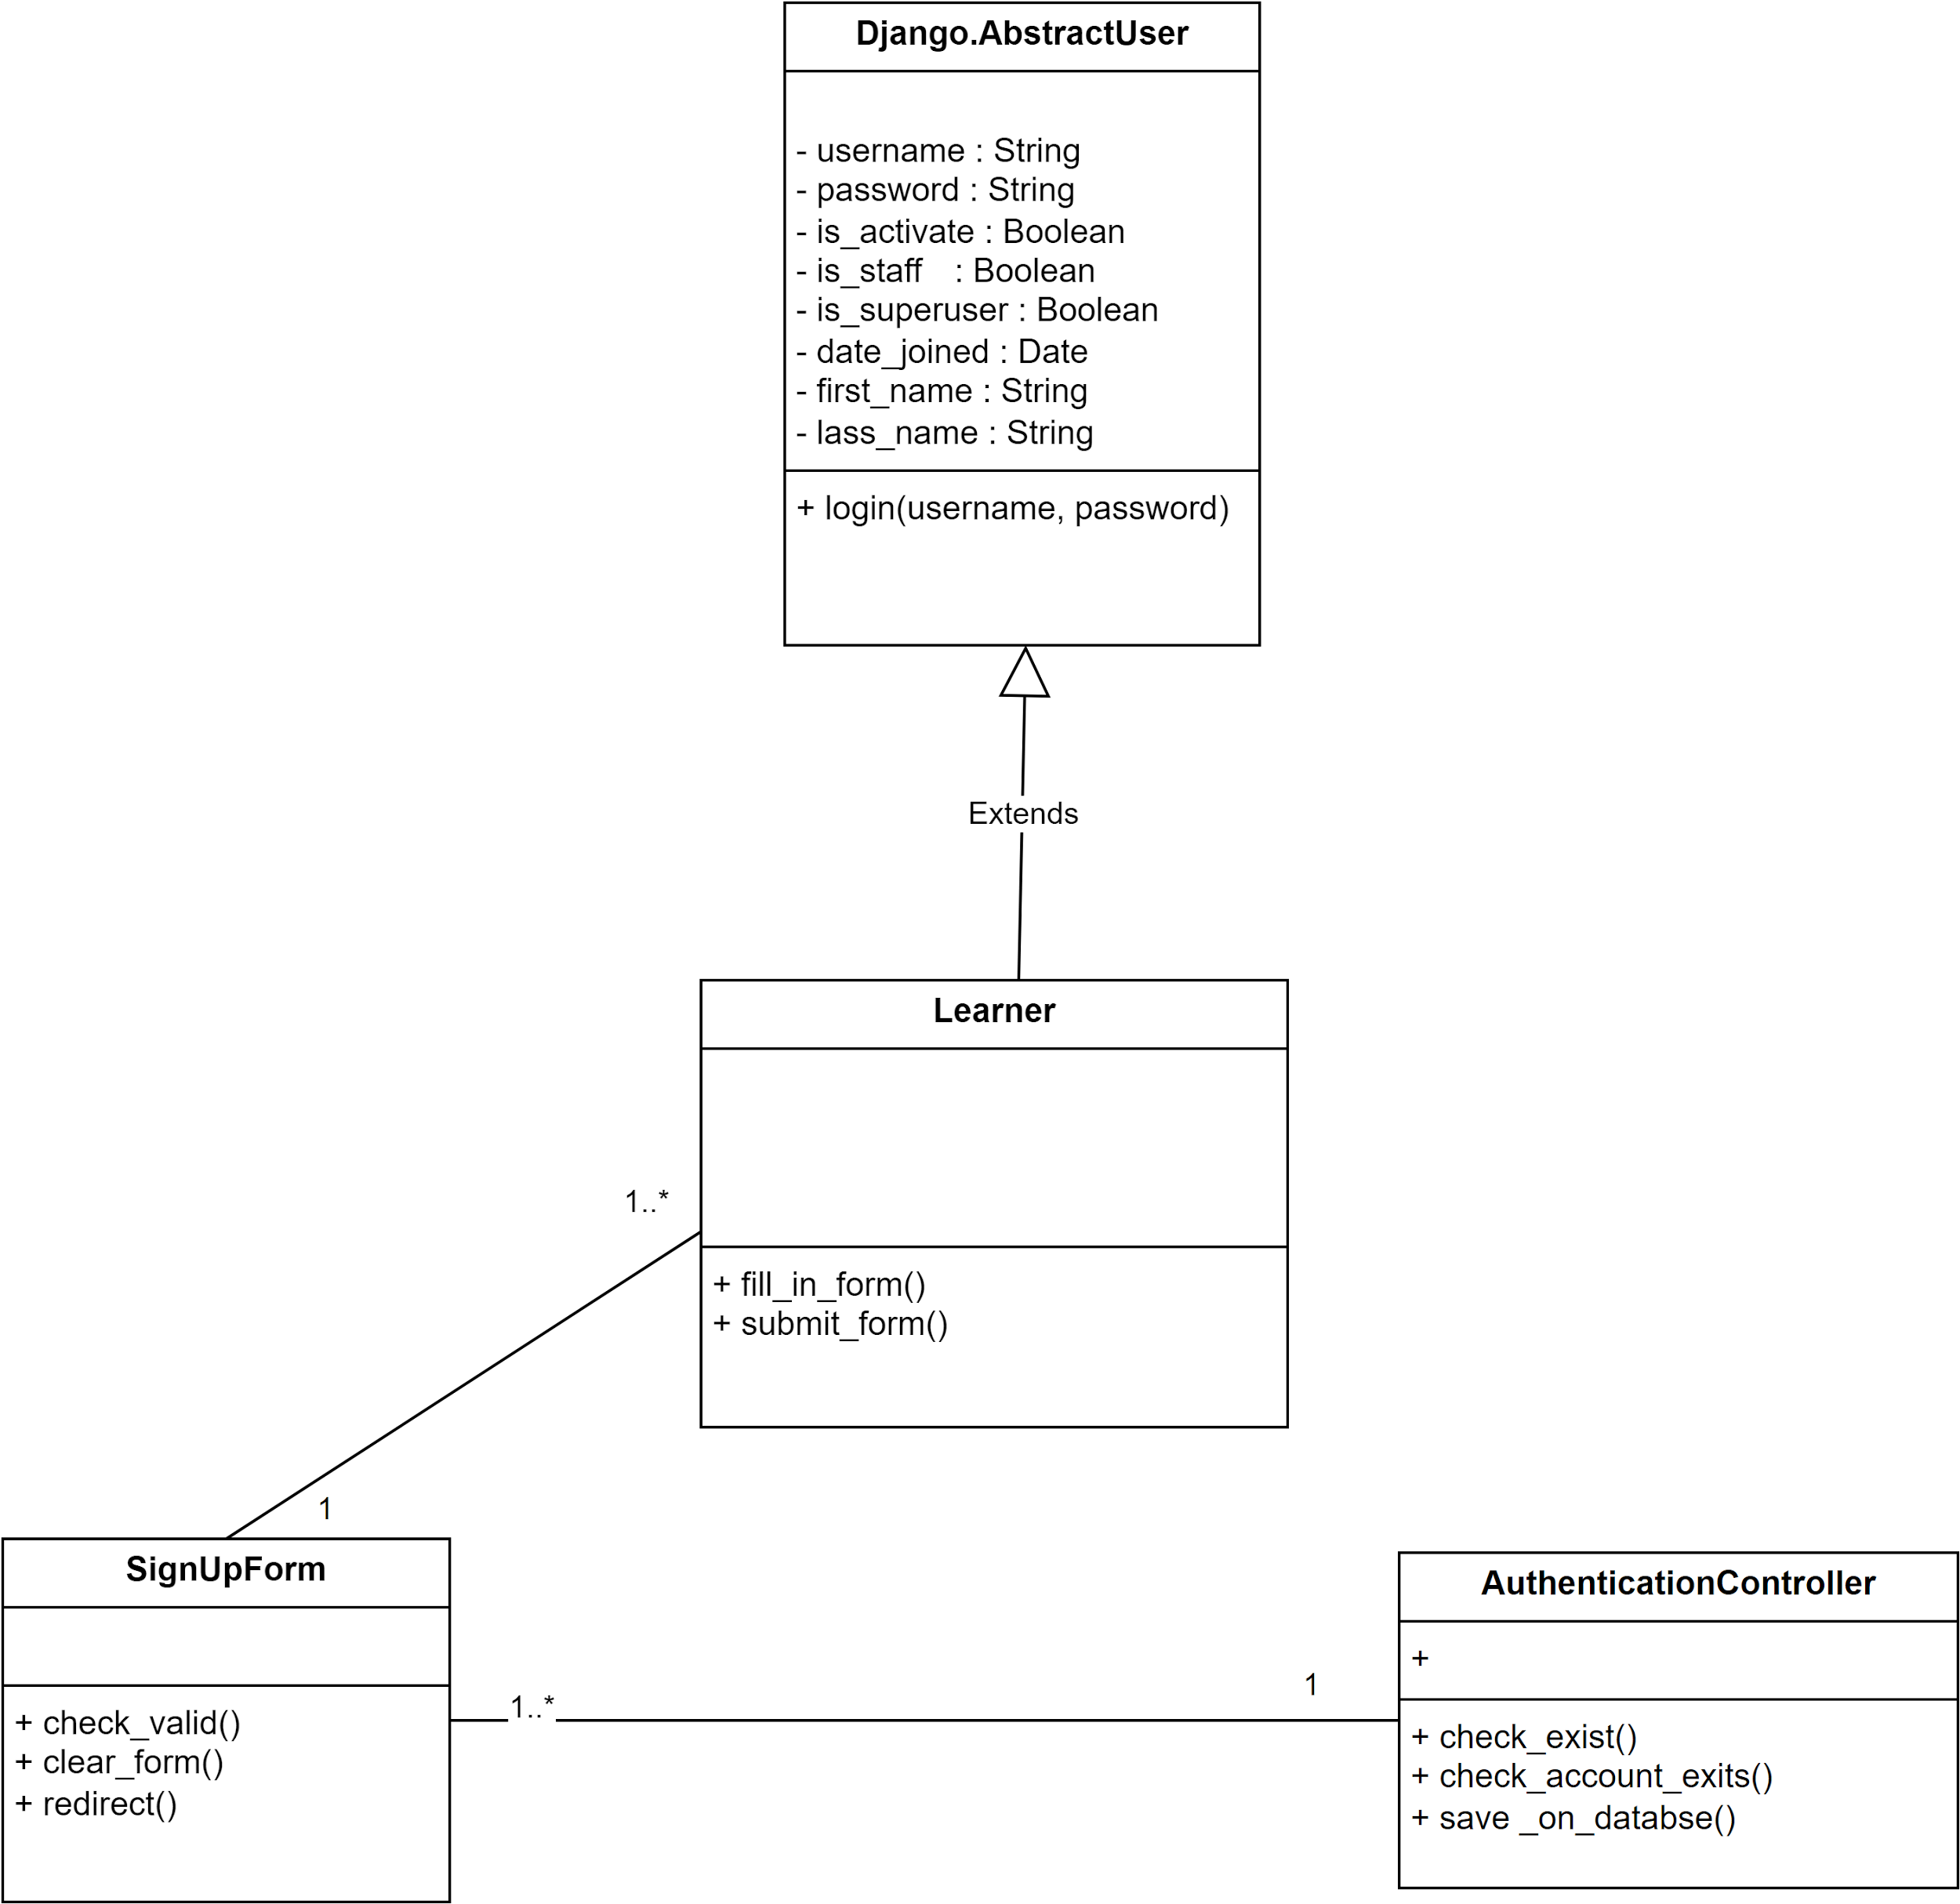 Django.AbstractUser
- username : String
- password : String
- is_activate : Boolean
- is_staff   : Boolean
- is_superuser : Boolean
- date_joined : Date
- first_name : String
- lass_name : String
+ login(username, password)
Extends
Learner
1..*
+ fill_in_form()
+ submit_form()
1
SignUpForm
+ check_valid()
+ clear_form()
+ redirect()
1..*
1
AuthenticationController
+
+ check_exist()
+ check_account_exits()
+ save _on_databse()